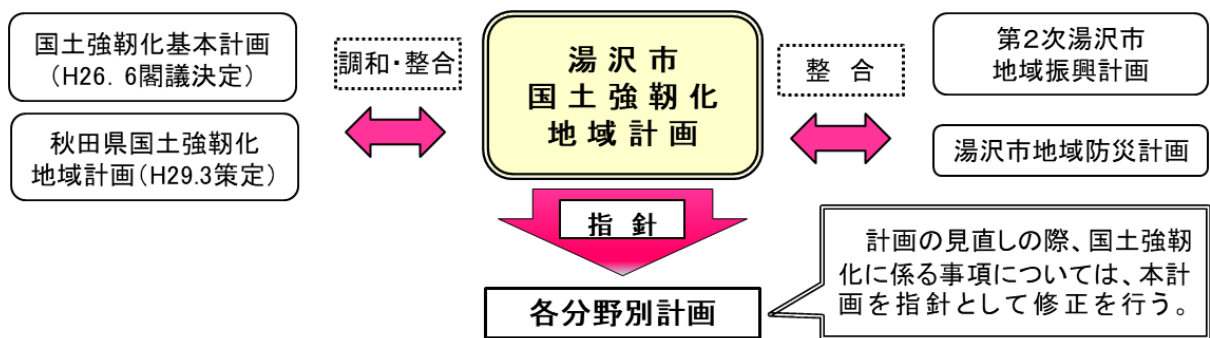 国土強靭化基本計画
（H26．6閣議決定）
秋田県国土強靭化
地域計画（H29.3策定）
調和・整合
湯沢市
国土強靭化
地域計画
整 合
第２次湯沢市
地域振興計画
湯沢市地域防災計画
指 針
各分野別計画
計画の見直しの際、国土強靭
化に係る事項については、本計
画を指針として修正を行う。